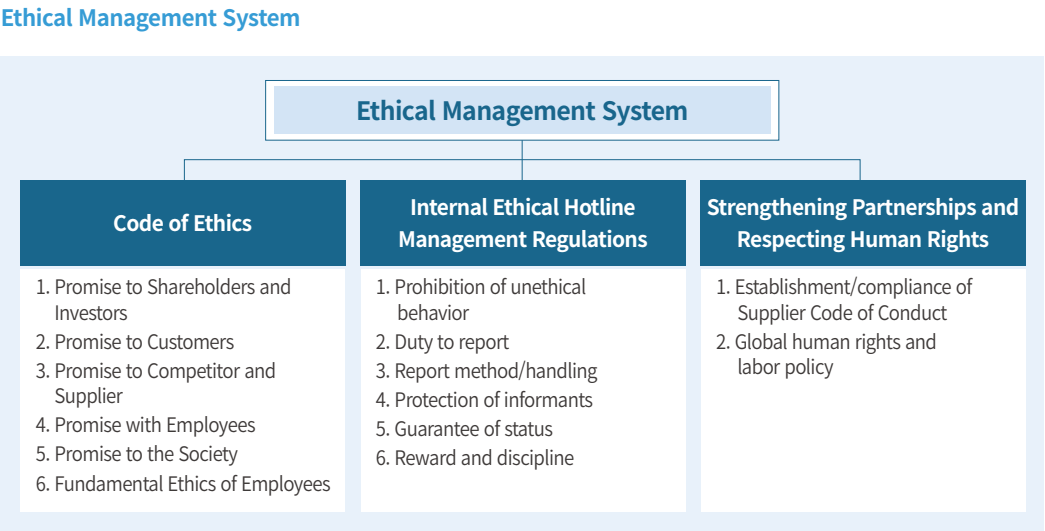 Ethical Management System
Ethical Management System
Code of Ethics
1. Promise to Shareholders and
Investors
2. Promise to Customers
3. Promise to Competitor and
Supplier
4. Promise with Employees
5. Promise to the Society
6. Fundamental Ethics of Employees
Internal Ethical Hotline
Management Regulations
1. Prohibition of unethical
behavior
2. Duty to report
3. Report method/handling
4. Protection of informants
5. Guarantee of status
6. Reward and discipline
Strengthening Partnerships and
Respecting Human Rights
1. Establishment/compliance of
Supplier Code of Conduct
2. Global human rights and
labor policy